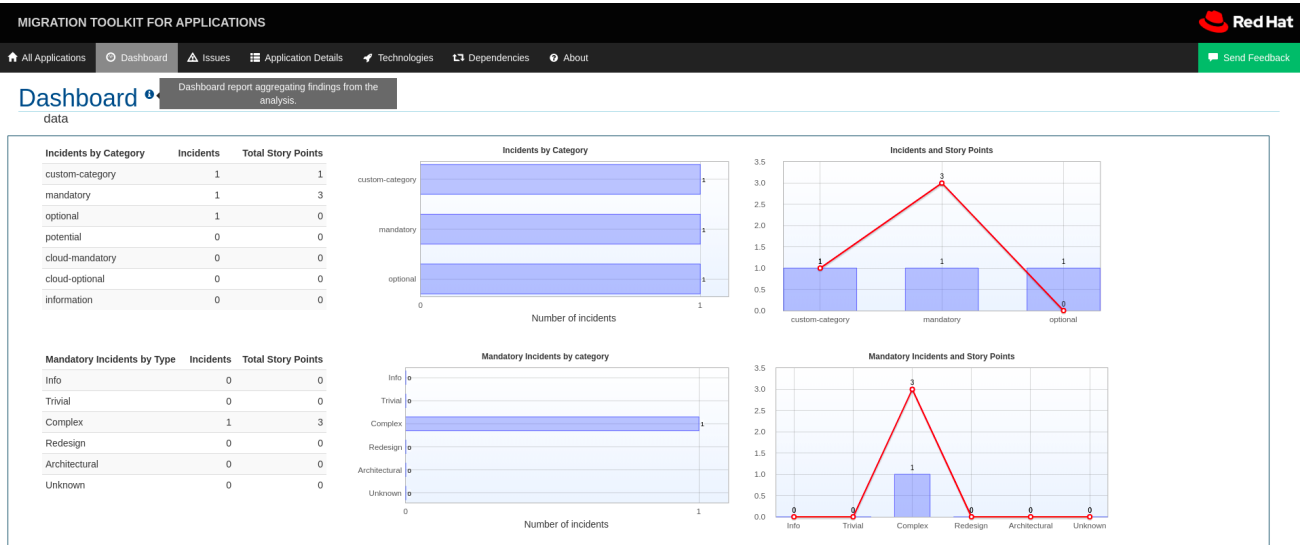 MIGRATION TOOLKIT FOR APPLICATIONS
Red Hat
All Applications Dashboard Issues Application Details Technologies Dependencies About Send Feedback
Dashboard
Dashboard report aggregating findings from the
analysis.
data
Incidents by Category Incidents Total Story Points
custom-category 1 1
mandatory 1 3
optional 1 0
potential 0 0
cloud-mandatory 0 0
cloud-optional 0 0
information 0 0
Incidents by Category
custom-category 1
mandatory 1
optional 1
0 1
Number of incidents
Incidents and Story Points
3.5
3.0
2.5
2.0
1.5
1.0
0.5
0.0
1 3 0
1 1 1
custom-category mandatory optional
Mandatory Incidents by Type Incidents Total Story Points
Info 0 0
Trivial 0 0
Complex 1 3
Redesign 0 0
Architectural 0 0
Unknown 0 0
Mandatory Incidents by category
Info 0
Trivial 0
Complex 1
Redesign 0
Architectural 0
Unknown 0
0 1
Number of incidents
Mandatory Incidents and Story Points
3.5
3.0
2.5
2.0
1.5
1.0
0.5
0.0
0 0 3 0 0 0
1
Info Trivial Complex Redesign Architectural Unknown